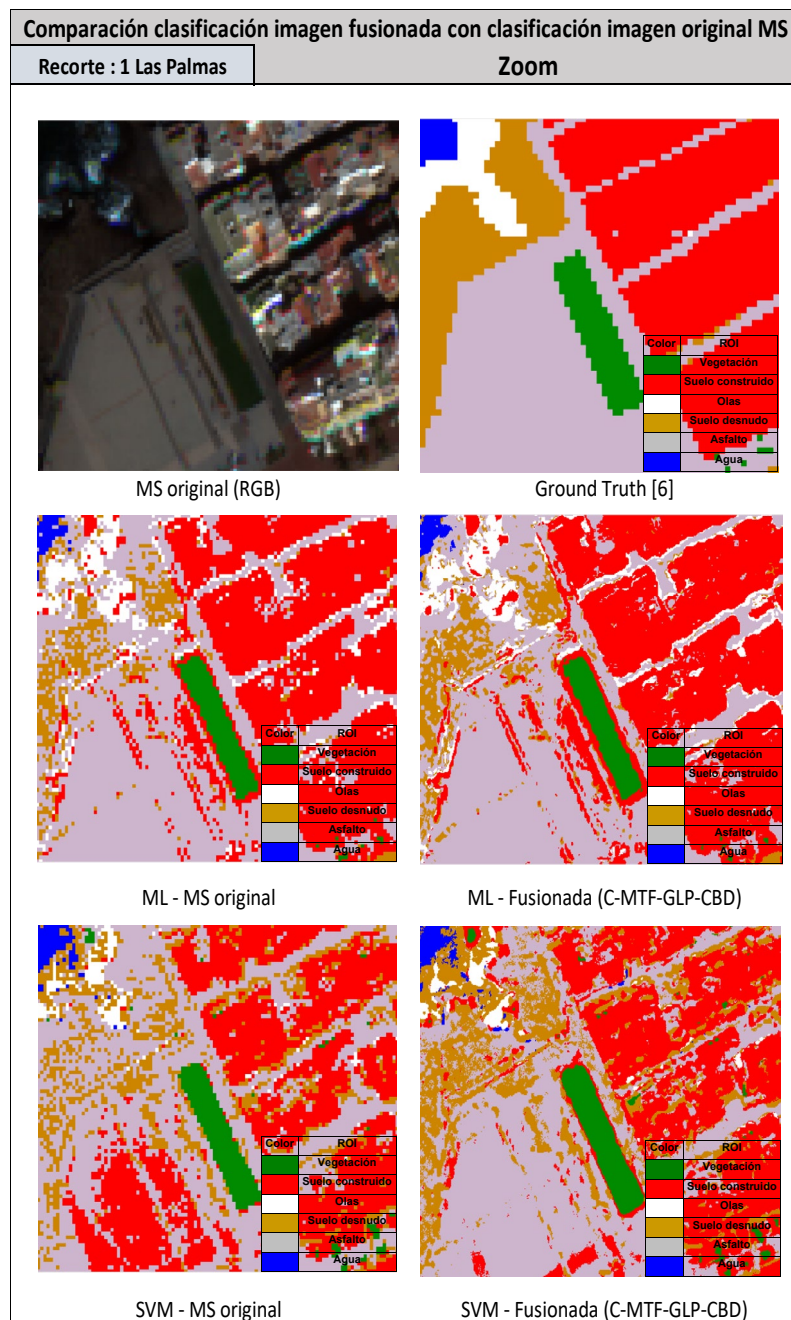 Comparación clasificación imagen fusionada con clasificación imagen original MS
Recorte : 1 Las Palmas
Zoom
MS original (RGB)
Color ROI
Vegetación
Suelo construido
Olas
Suelo desnudo
Asfalto
Agua
Ground Truth [6]
Color ROI
Vegetación
Suelo construido
Olas
Suelo desnudo
Asfalto
Agua
ML - MS original
Color ROI
Vegetación
Suelo construido
Olas
Suelo desnudo
Asfalto
Agua
ML - Fusionada (C-MTF-GLP-CBD)
Color ROI
Vegetación
Suelo construido
Olas
Suelo desnudo
Asfalto
Agua
SVM - MS original
Color ROI
Vegetación
Suelo construido
Olas
Suelo desnudo
Asfalto
Agua
SVM - Fusionada (C-MTF-GLP-CBD)